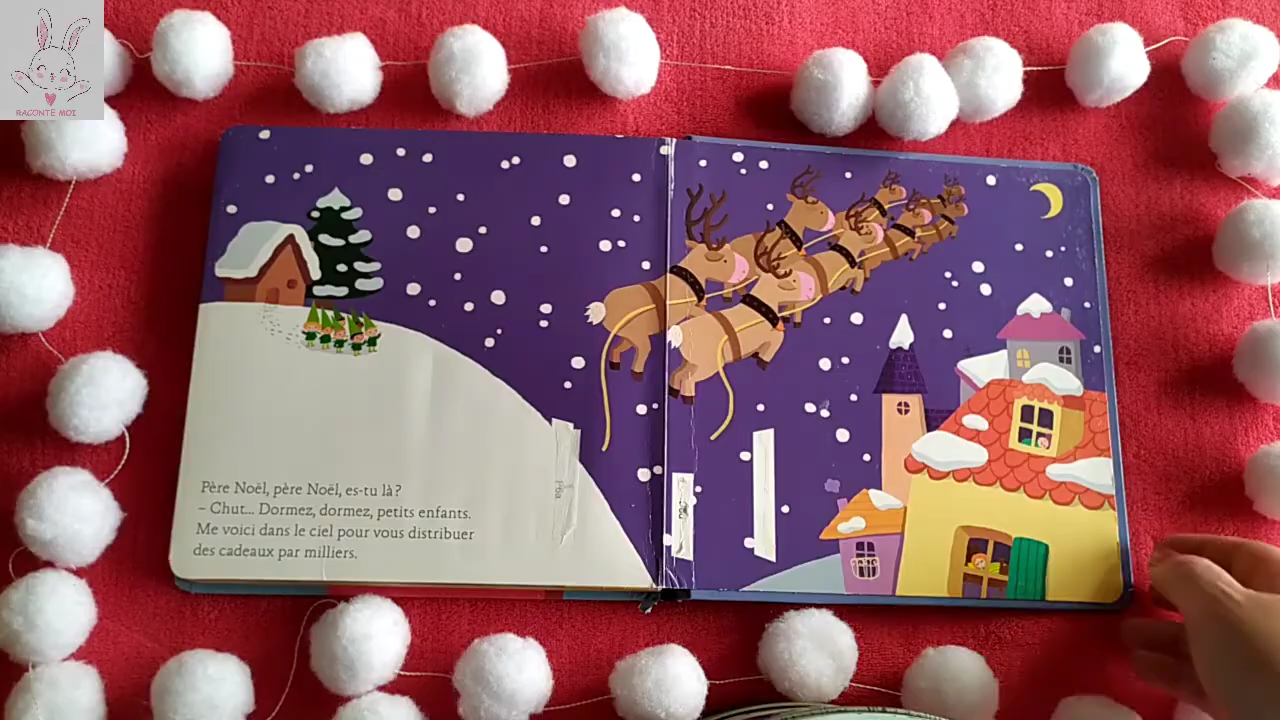 RACONTE MOI
Père Noël, père Noël, es-tu là?
– Chut... Dormez, dormez, petits enfants.
Me voici dans le ciel pour vous distribuer
des cadeaux par milliers.